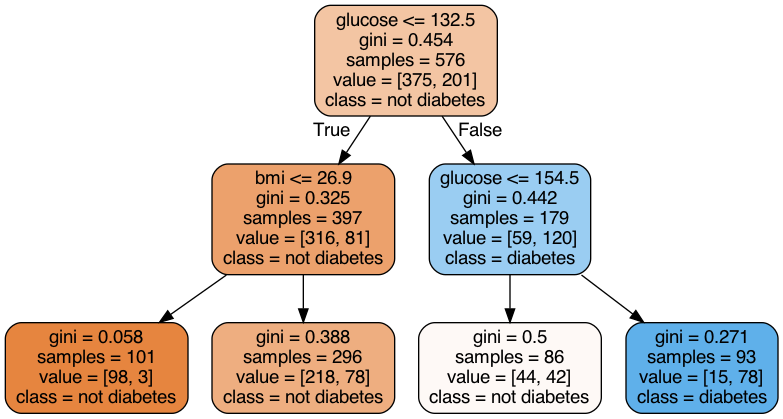 glucose <= 132.5
gini = 0.454
samples = 576
value = [375, 201]
class = not diabetes
True
False
bmi <= 26.9
gini = 0.325
samples = 397
value = [316, 81]
class = not diabetes
glucose <= 154.5
gini = 0.442
samples = 179
value = [59, 120]
class = diabetes
gini = 0.058
samples = 101
value = [98, 3]
class = not diabetes
gini = 0.388
samples = 296
value = [218, 78]
class = not diabetes
gini = 0.5
samples = 86
value = [44, 42]
class = not diabetes
gini = 0.271
samples = 93
value = [15, 78]
class = diabetes